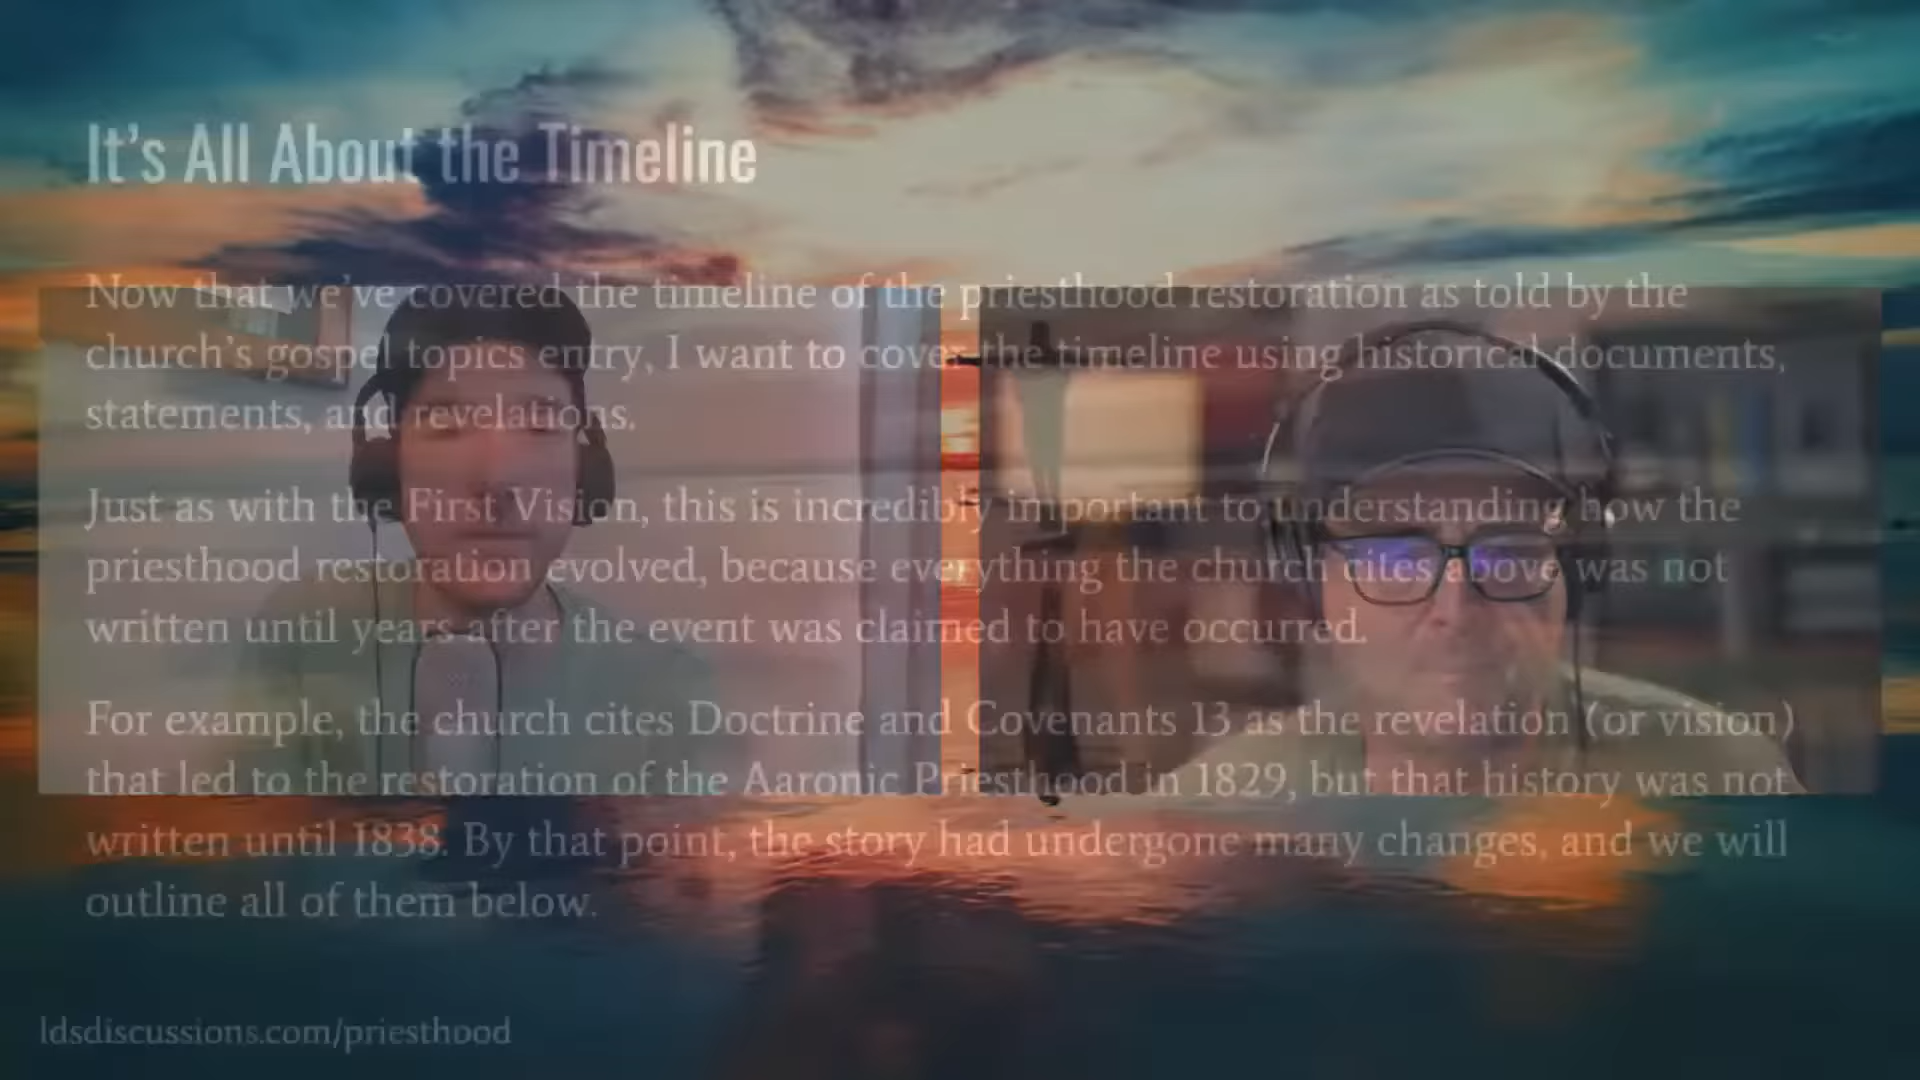 It's All About the Timeline
Now that we've covered the timeline of the priesthood restoration as told by the
church's gospel topics entry, I want to cover the timeline using historical documents,
statements, and revelations.
Just as with the First Vision, this is incredibly important to understanding how the
priesthood restoration evolved, because everything the church cites above was not
written until years after the event was claimed to have occurred.
For example, the church cites Doctrine and Covenants 13 as the revelation (or vision)
that led to the restoration of the Aaronic Priesthood in 1829, but that history was not
written until 1838. By that point, the story had undergone many changes, and we will
outline all of them below.
ldsdiscussions.com/priesthood